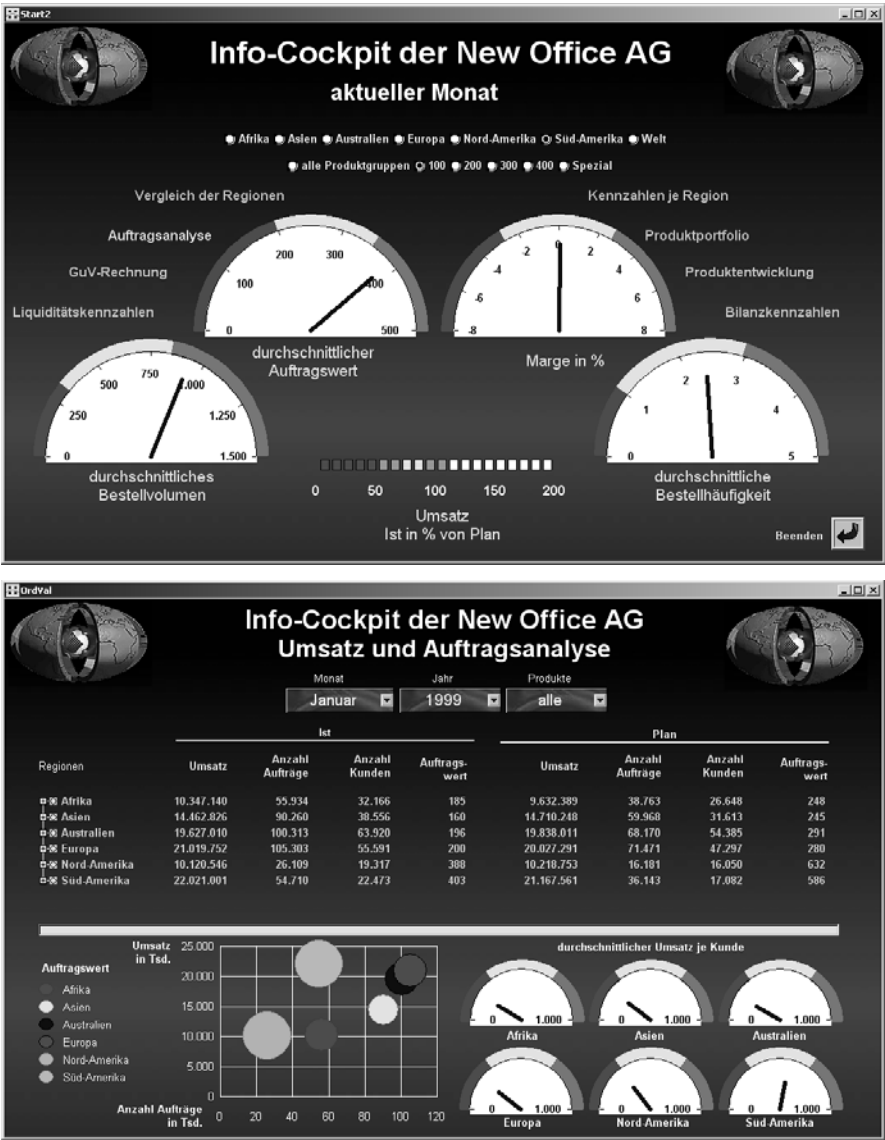 Start2
Info-Cockpit der New Office AG
aktueller Monat
Afrika Asien Australien Europa Nord-Amerika Süd-Amerika Welt
alle Produktgruppen 100 200 300 400 Spezial
Vergleich der Regionen
Kennzahlen je Region
Auftragsanalyse
Produktportfolio
GuV-Rechnung
Produktentwicklung
Liquiditätskennzahlen
Bilanzkennzahlen
0 100 200 300 400 500
durchschnittlicher
Auftragswert
-8 -6 -4 -2 0 2 4 6 8
Marge in %
0 250 500 750 1.000 1.250 1.500
durchschnittliches
Bestellvolumen
0 50 100 150 200
Umsatz
Ist in % von Plan
0 1 2 3 4 5
durchschnittliche
Bestellhäufigkeit
Beenden
OrdVal
Info-Cockpit der New Office AG
Umsatz und Auftragsanalyse
Monat Jahr Produkte
Januar 1999 alle
Ist Plan
Regionen Umsatz Anzahl Aufträge Anzahl Kunden Auftrags-wert Umsatz Anzahl Aufträge Anzahl Kunden Auftrags-wert
Afrika 10.347.140 55.934 32.166 185 9.632.389 38.763 26.648 248
Asien 14.462.826 90.260 38.556 160 14.710.248 59.968 31.613 245
Australien 19.627.010 100.313 63.920 196 19.838.011 68.170 54.385 291
Europa 21.019.752 105.303 55.591 200 20.027.291 71.471 47.297 280
Nord-Amerika 10.120.546 26.109 19.317 388 10.218.753 16.181 16.050 632
Süd-Amerika 22.021.001 54.710 22.473 403 21.167.561 36.143 17.082 586
Auftragswert
Afrika
Asien
Australien
Europa
Nord-Amerika
Süd-Amerika
Umsatz
in Tsd.
25.000
20.000
15.000
10.000
5.000
0
Anzahl Aufträge
in Tsd.
0 20 40 60 80 100 120
durchschnittlicher Umsatz je Kunde
0 1.000 0 1.000 0 1.000
Afrika Asien Australien
0 1.000 0 1.000 0 1.000
Europa Nord-Amerika Süd-Amerika